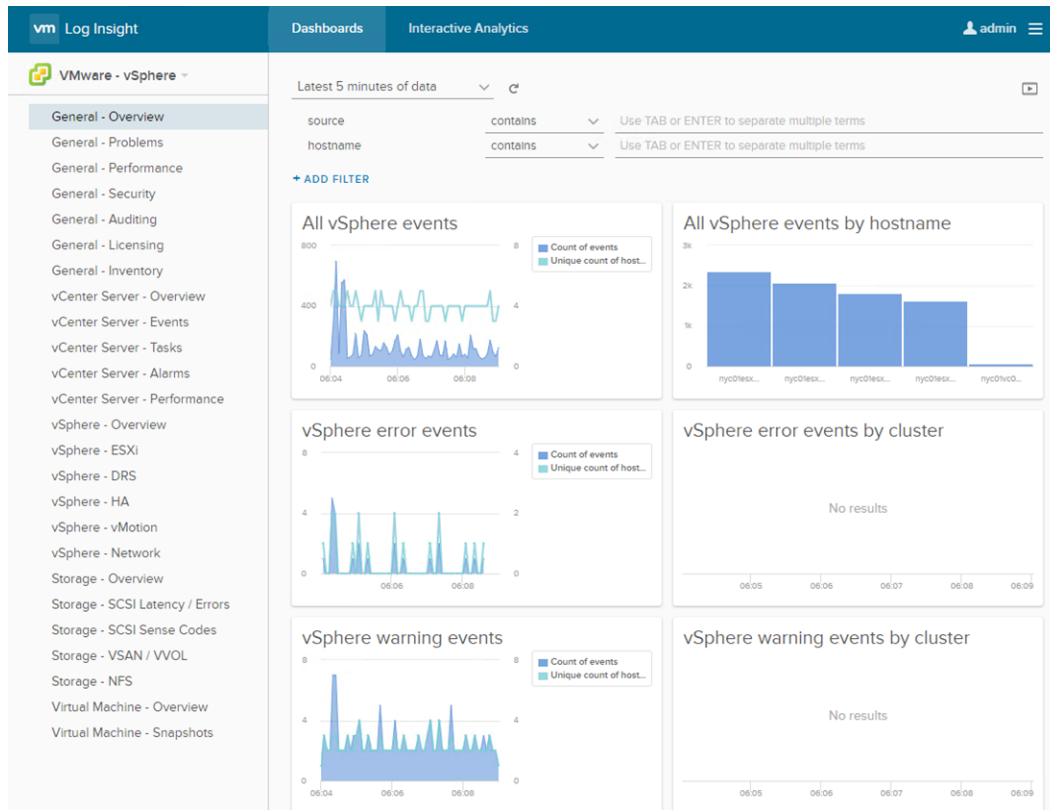 vm Log Insight
Dashboards
Interactive Analytics
admin
VMware - vSphere
General - Overview
General - Problems
General - Performance
General - Security
General - Auditing
General - Licensing
General - Inventory
vCenter Server - Overview
vCenter Server - Events
vCenter Server - Tasks
vCenter Server - Alarms
vCenter Server - Performance
vSphere - Overview
vSphere - ESXi
vSphere - DRS
vSphere - HA
vSphere - vMotion
vSphere - Network
Storage - Overview
Storage - SCSI Latency / Errors
Storage - SCSI Sense Codes
Storage - VSAN / VVOL
Storage - NFS
Virtual Machine - Overview
Virtual Machine - Snapshots
Latest 5 minutes of data
source contains Use TAB or ENTER to separate multiple terms
hostname contains Use TAB or ENTER to separate multiple terms
+ ADD FILTER
All vSphere events
800 8
400 4
0 0
06:04 06:06 06:08
Count of events
Unique count of host...
All vSphere events by hostname
3k
2k
1k
0
nyc01esx... nyc01esx... nyc01esx... nyc01esx... nyc01vc0...
vSphere error events
8 4
4 2
0 0
06:06 06:08
Count of events
Unique count of host...
vSphere error events by cluster
No results
06:05 06:06 06:07 06:08 06:09
vSphere warning events
8 8
4 4
0 0
06:04 06:06 06:08
Count of events
Unique count of host...
vSphere warning events by cluster
No results
06:05 06:06 06:07 06:08 06:09